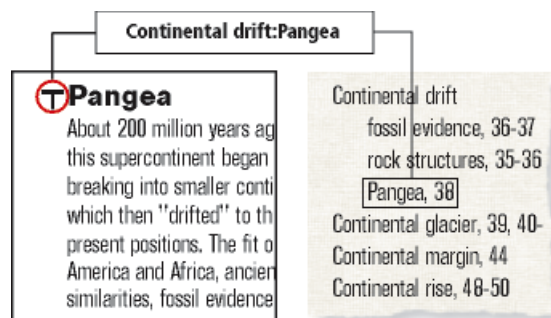 Continental drift:Pangea
Pangea
About 200 million years ag
this supercontinent began
breaking into smaller conti
which then "drifted" to th
present positions. The fit o
America and Africa, ancien
similarities, fossil evidence
Continental drift
fossil evidence, 36-37
rock structures, 35-36
Pangea, 38
Continental glacier, 39, 40-
Continental margin, 44
Continental rise, 48-50